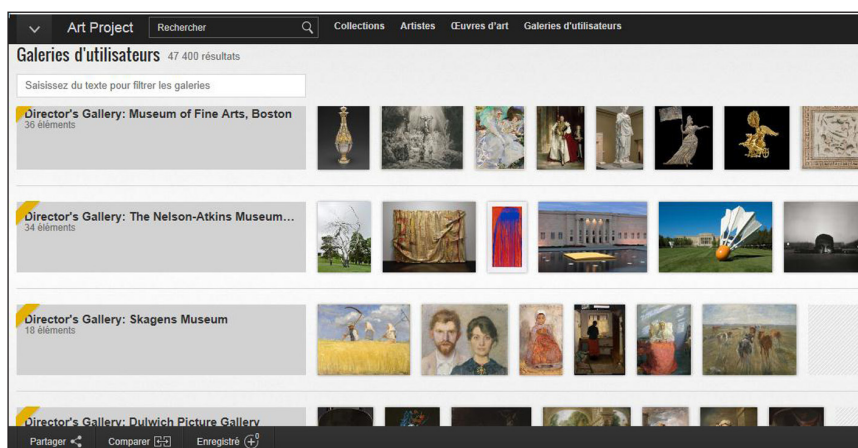 Art Project Rechercher Collections Artistes Œuvres d'art Galeries d'utilisateurs
Galeries d'utilisateurs 47 400 résultats
Saisissez du texte pour filtrer les galeries
Director's Gallery: Museum of Fine Arts, Boston
36 éléments
Director's Gallery: The Nelson-Atkins Museum...
34 éléments
Director's Gallery: Skagens Museum
18 éléments
Director's Gallery: Dulwich Picture Gallery
Partager Comparer Enregistré 0